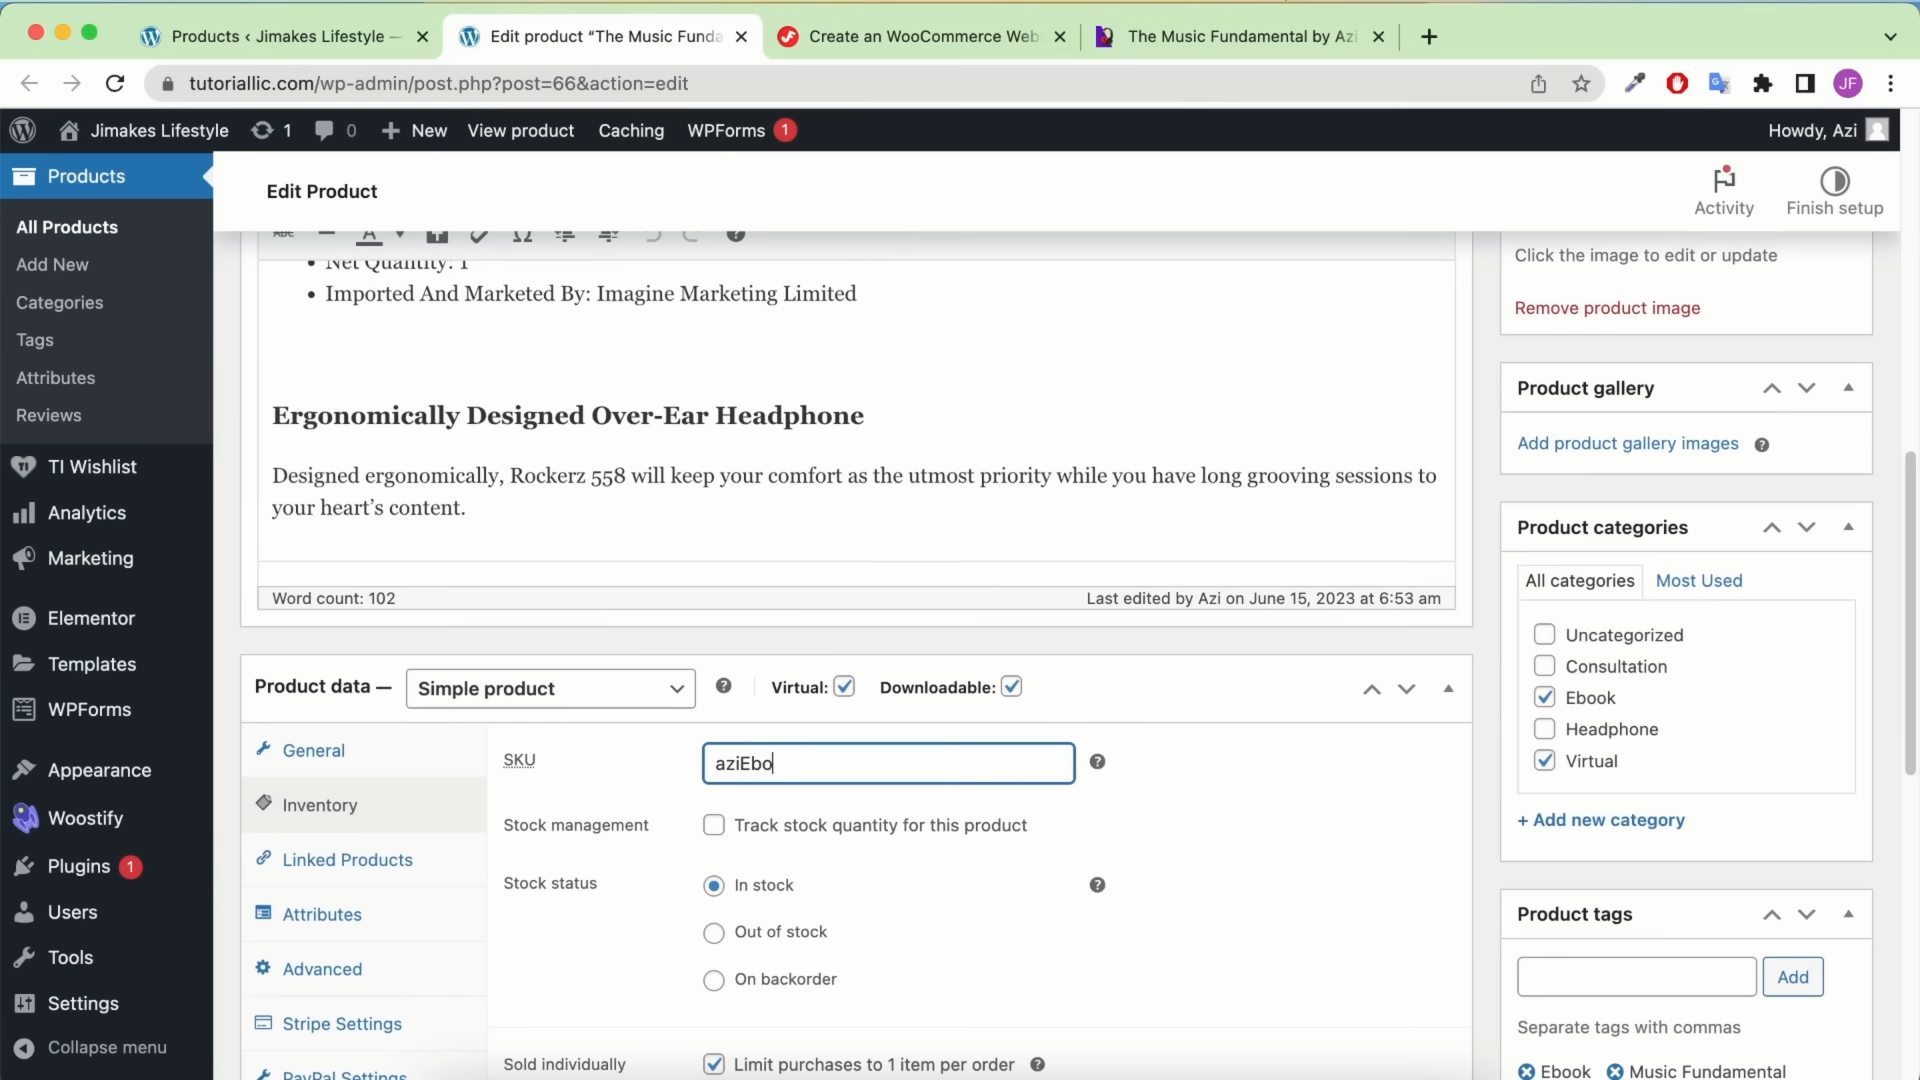 Products ‹ Jimakes Lifestyle —
Edit product “The Music Funda
Create an WooCommerce Web
The Music Fundamental by Azi
tutoriallic.com/wp-admin/post.php?post=66&action=edit
JF
Jimakes Lifestyle 1 0 New View product Caching WPForms 1
Howdy, Azi
Products
All Products
Add New
Categories
Tags
Attributes
Reviews
TI Wishlist
Analytics
Marketing
Elementor
Templates
WPForms
Appearance
Woostify
Plugins 1
Users
Tools
Settings
Collapse menu
Edit Product
Activity
Finish setup
ABC
Net Quantity: 1
Imported And Marketed By: Imagine Marketing Limited
Ergonomically Designed Over-Ear Headphone
Designed ergonomically, Rockerz 558 will keep your comfort as the utmost priority while you have long grooving sessions to
your heart’s content.
Word count: 102
Last edited by Azi on June 15, 2023 at 6:53 am
Product data — Simple product Virtual: Downloadable:
General
Inventory
Linked Products
Attributes
Advanced
Stripe Settings
PayPal Settings
SKU aziEbo
Stock management Track stock quantity for this product
Stock status In stock
Out of stock
On backorder
Sold individually Limit purchases to 1 item per order
Click the image to edit or update
Remove product image
Product gallery
Add product gallery images
Product categories
All categories Most Used
Uncategorized
Consultation
Ebook
Headphone
Virtual
+ Add new category
Product tags
Add
Separate tags with commas
Ebook Music Fundamental